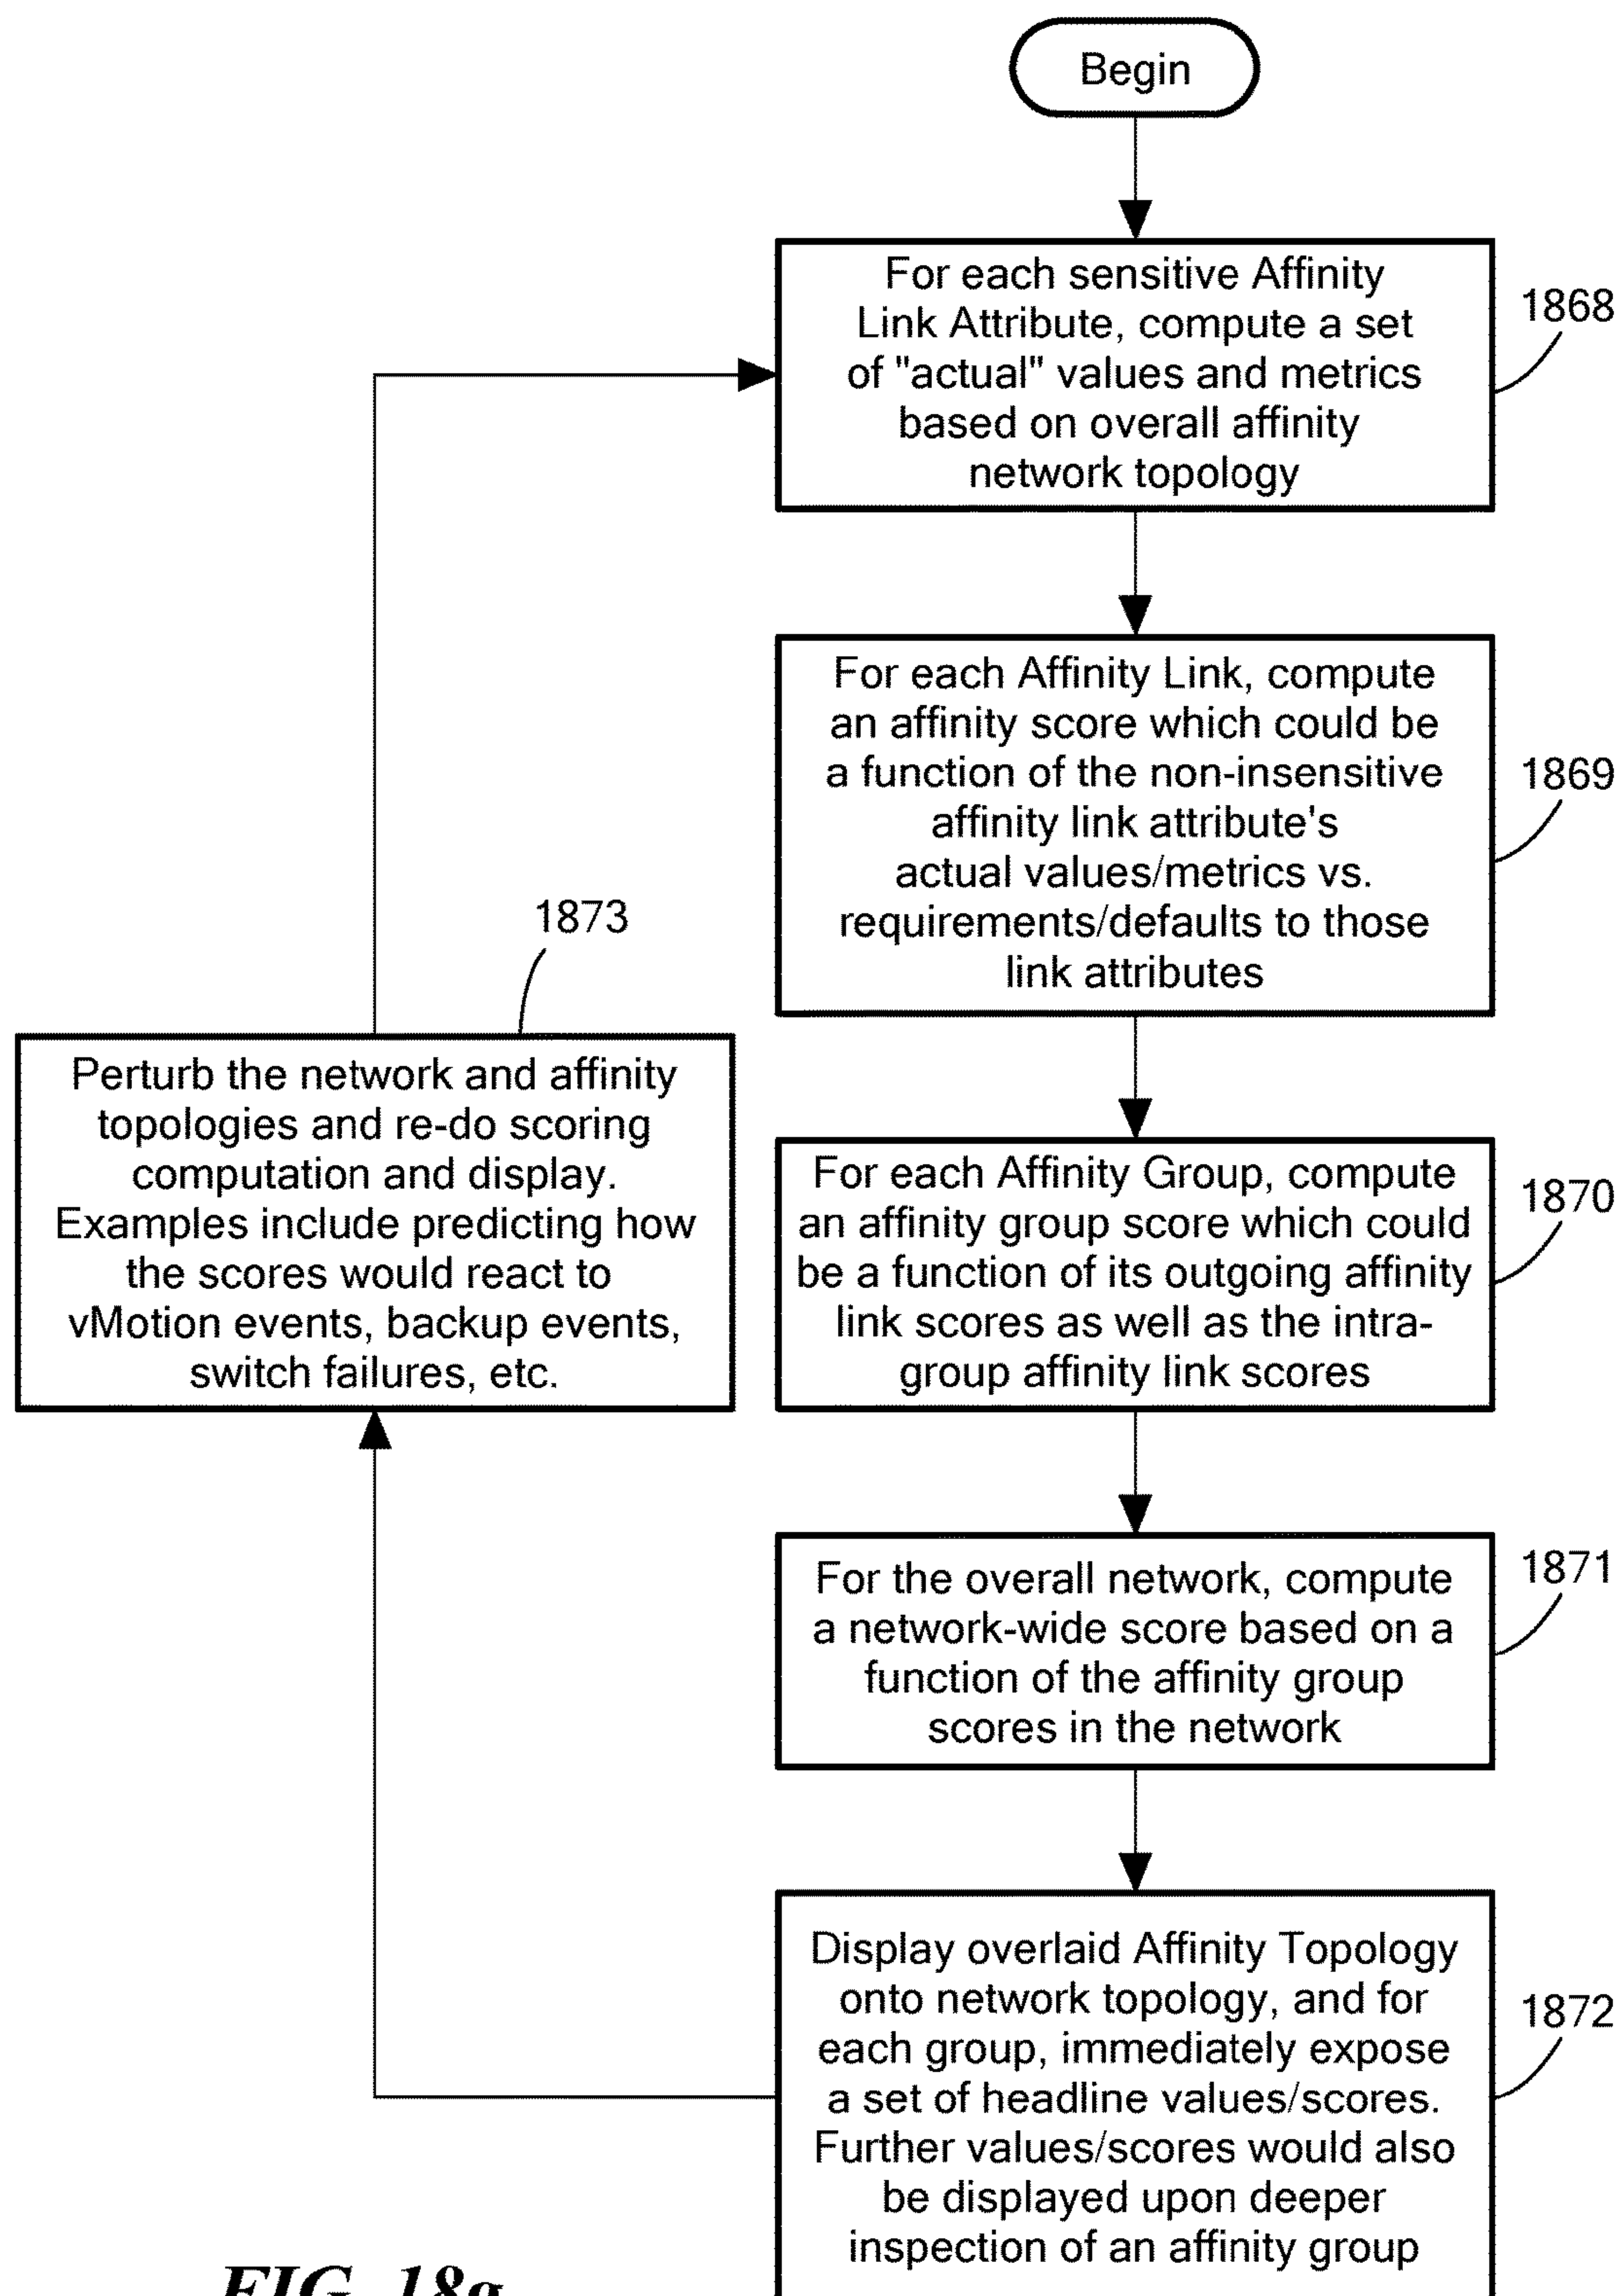 Begin
For each sensitive Affinity
Link Attribute, compute a set
of "actual" values and metrics
based on overall affinity
network topology
1868
For each Affinity Link, compute
an affinity score which could be
a function of the non-insensitive
affinity link attribute's
actual values/metrics vs.
requirements/defaults to those
link attributes
1869
1873
Perturb the network and affinity
topologies and re-do scoring
computation and display.
Examples include predicting how
the scores would react to
vMotion events, backup events,
switch failures, etc.
For each Affinity Group, compute
an affinity group score which could
be a function of its outgoing affinity
link scores as well as the intra-
group affinity link scores
1870
For the overall network, compute
a network-wide score based on a
function of the affinity group
scores in the network
1871
Display overlaid Affinity Topology
onto network topology, and for
each group, immediately expose
a set of headline values/scores.
Further values/scores would also
be displayed upon deeper
inspection of an affinity group
1872
FIG. 18g